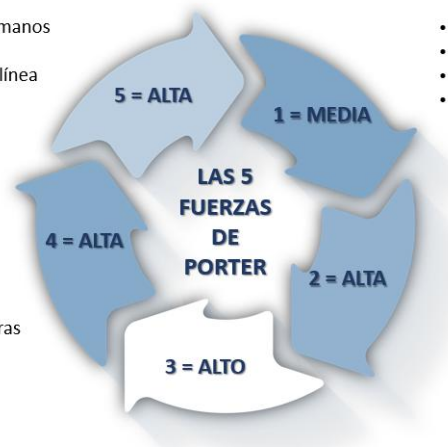 manos
línea
5 = ALTA
1 = MEDIA
LAS 5
FUERZAS
DE
PORTER
4 = ALTA
2 = ALTA
ras
3 = ALTO